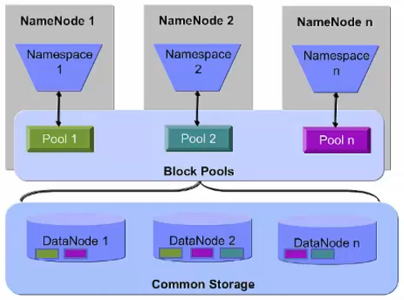 NameNode 1
NameNode 2
NameNode n
Namespace
1
Namespace
2
Namespace
n
Pool 1
Pool 2
Pool n
Block Pools
DataNode 1
DataNode 2
DataNode n
Common Storage